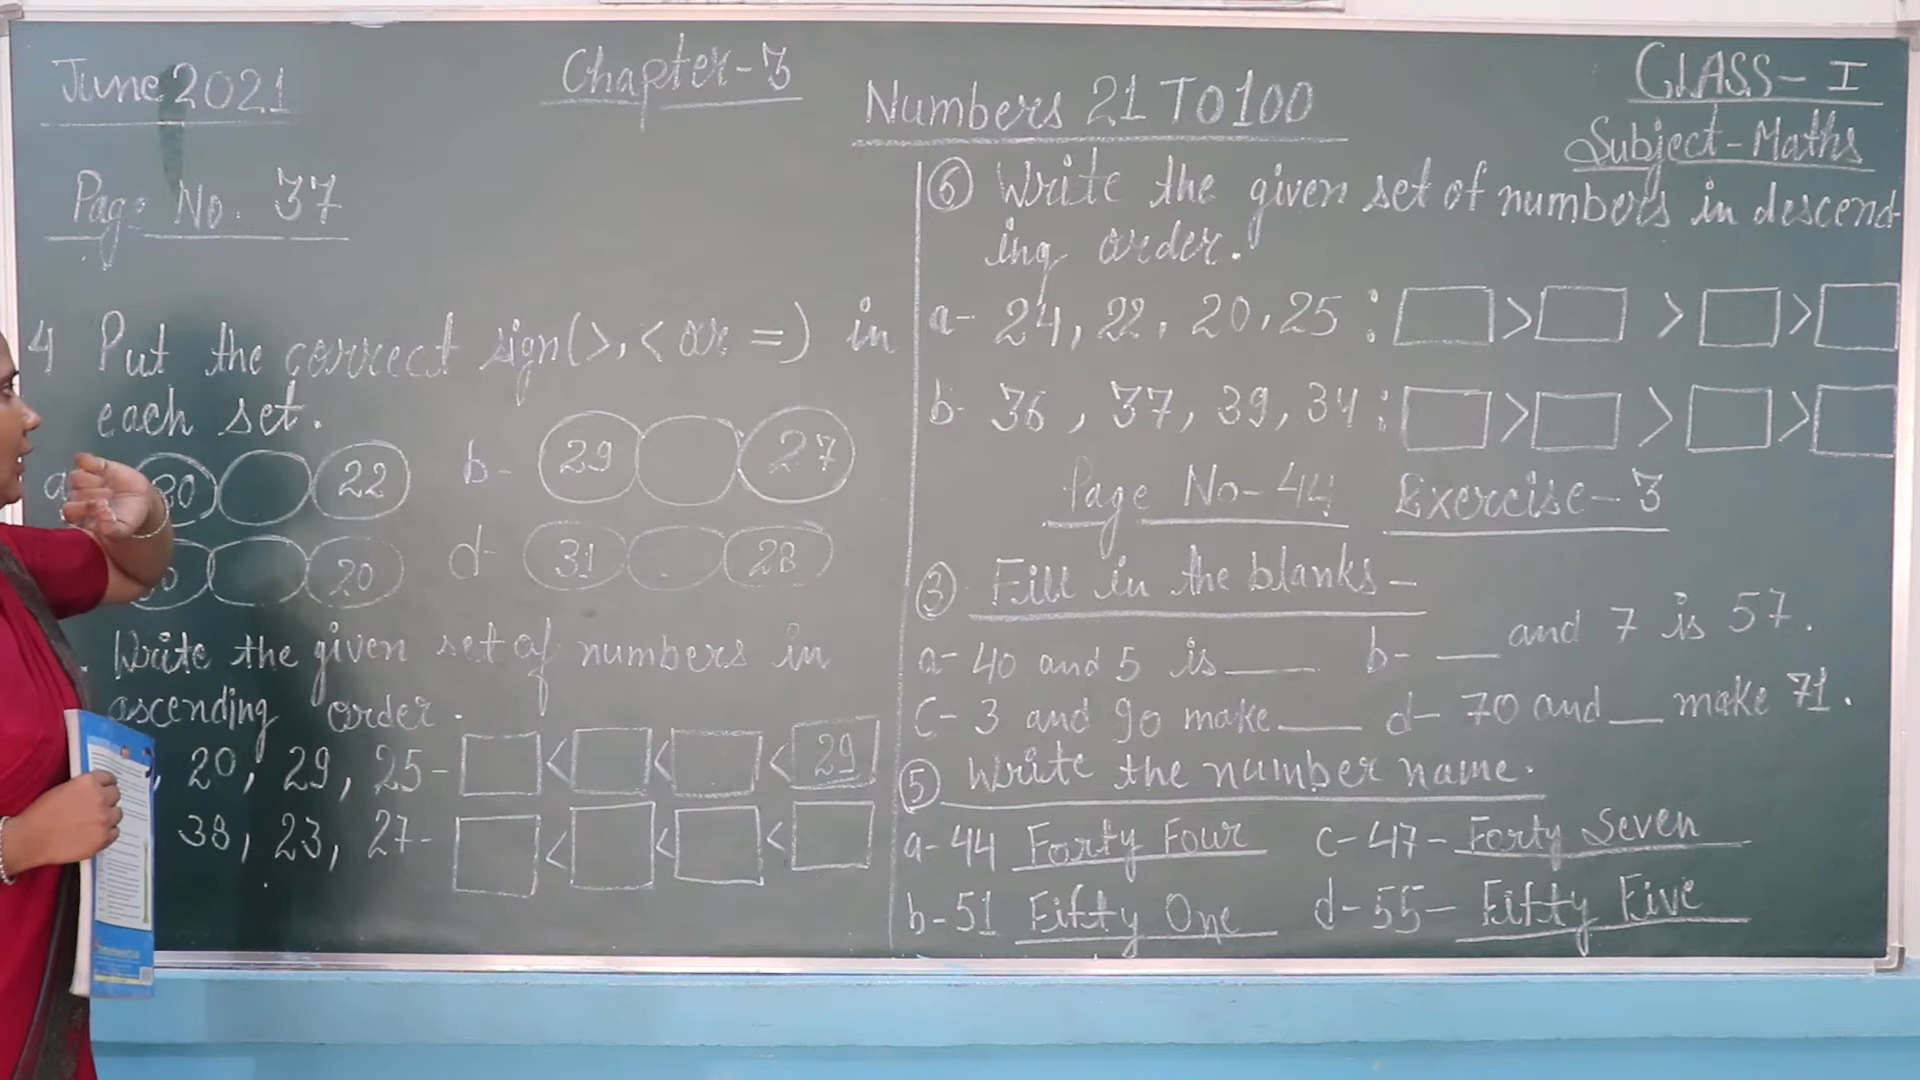 June 2021
Chapter-3
Numbers 21 TO 100
CLASS-I
Subject-Maths
Page No. 37
4 Put the correct sign(>, < or =) in
each set.
22
b- 29 27
20
d- 31 28
Write the given set of numbers in
ascending order.
, 20, 29, 25- < < < 29
38, 23, 27- < < <
6 Write the given set of numbers in descend-
ing order.
a- 24, 22, 20, 25 : > > >
b- 36, 37, 39, 34 : > > >
Page No-44 Exercise-3
3 Fill in the blanks-
a- 40 and 5 is ___ b- ___ and 7 is 57.
C- 3 and 90 make ___ d- 70 and ___ make 71.
5 Write the number name.
a-44 Forty Four c-47- Forty Seven
b-51 Fifty One d-55- Fifty Five